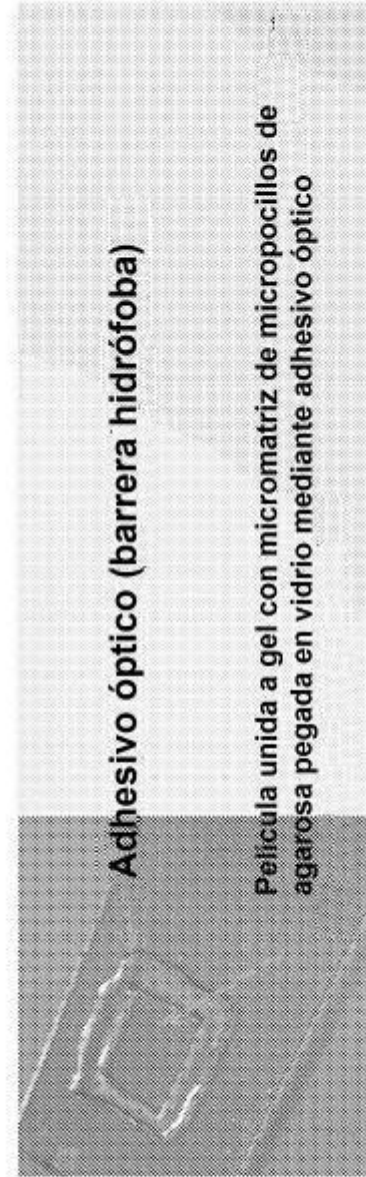 Adhesivo óptico (barrera hidrófoba)
Película unida a gel con micromatriz de micropocillos de
agarosa pegada en vidrio mediante adhesivo óptico